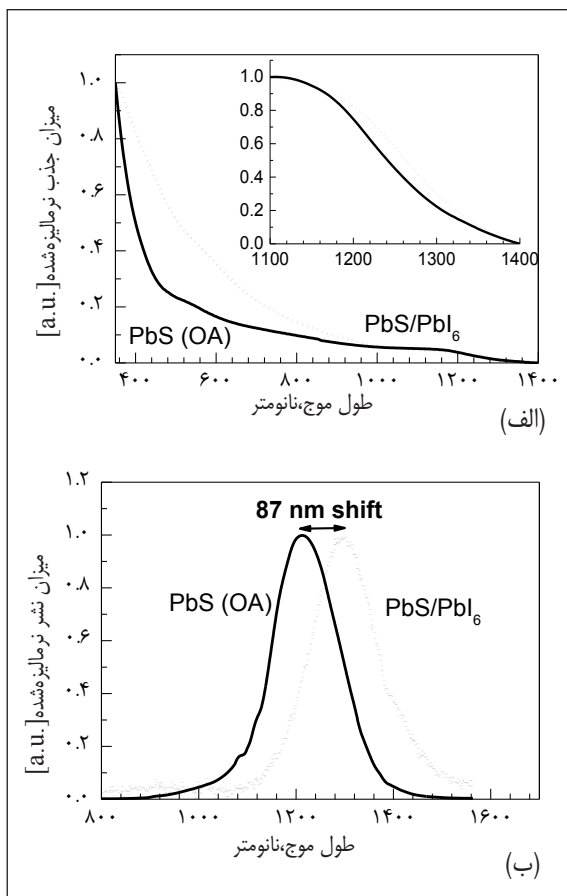 میزان جذب نرمالیزه‌شده[a.u.]
۱.۰
۰.۸
۰.۶
۰.۴
۰.۲
۰.۰
1.0
0.8
0.6
0.4
0.2
0.0
1100 1200 1300 1400
PbS (OA)
PbS/PbI₆
۴۰۰ ۶۰۰ ۸۰۰ ۱۰۰۰ ۱۲۰۰ ۱۴۰۰
طول موج،نانومتر
(الف)
میزان نشر نرمالیزه‌شده[a.u.]
۱.۲
۱.۰
۰.۸
۰.۶
۰.۴
۰.۲
۰.۰
87 nm shift
PbS (OA)
PbS/PbI₆
۸۰۰ ۱۰۰۰ ۱۲۰۰ ۱۴۰۰ ۱۶۰۰
طول موج،نانومتر
(ب)